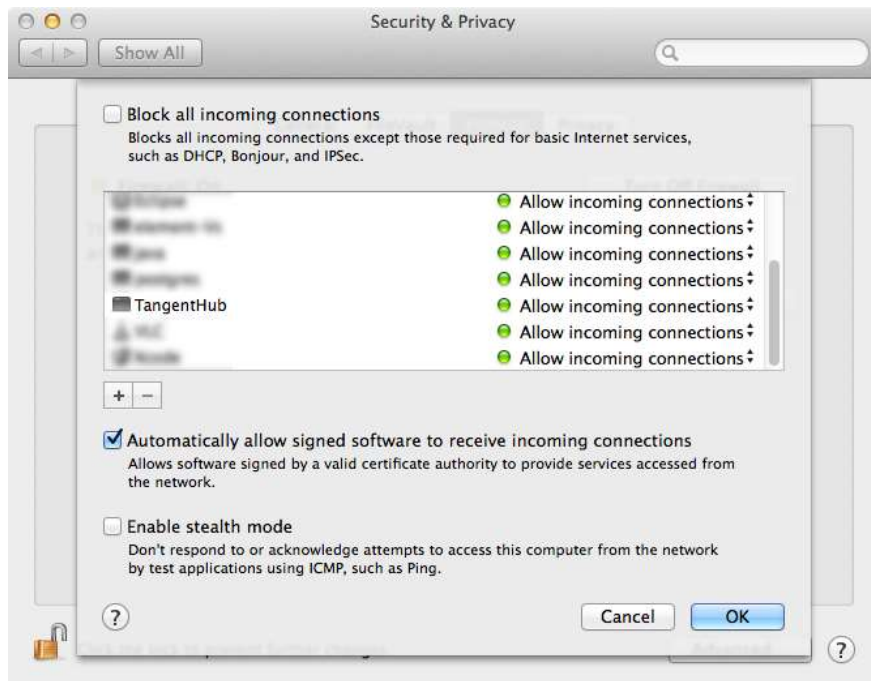 Security & Privacy
Show All
Block all incoming connections
Blocks all incoming connections except those required for basic Internet services,
such as DHCP, Bonjour, and IPSec.
Allow incoming connections
Allow incoming connections
Allow incoming connections
Allow incoming connections
TangentHub Allow incoming connections
Allow incoming connections
Allow incoming connections
+ −
Automatically allow signed software to receive incoming connections
Allows software signed by a valid certificate authority to provide services accessed from
the network.
Enable stealth mode
Don't respond to or acknowledge attempts to access this computer from the network
by test applications using ICMP, such as Ping.
? Cancel OK
?